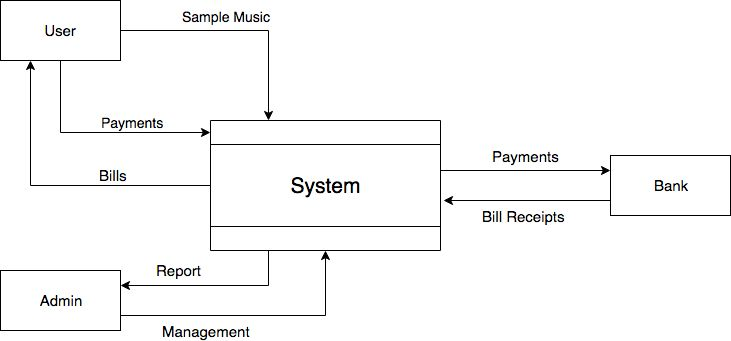 User
Sample Music
Payments
Bills
System
Payments
Bank
Bill Receipts
Report
Admin
Management